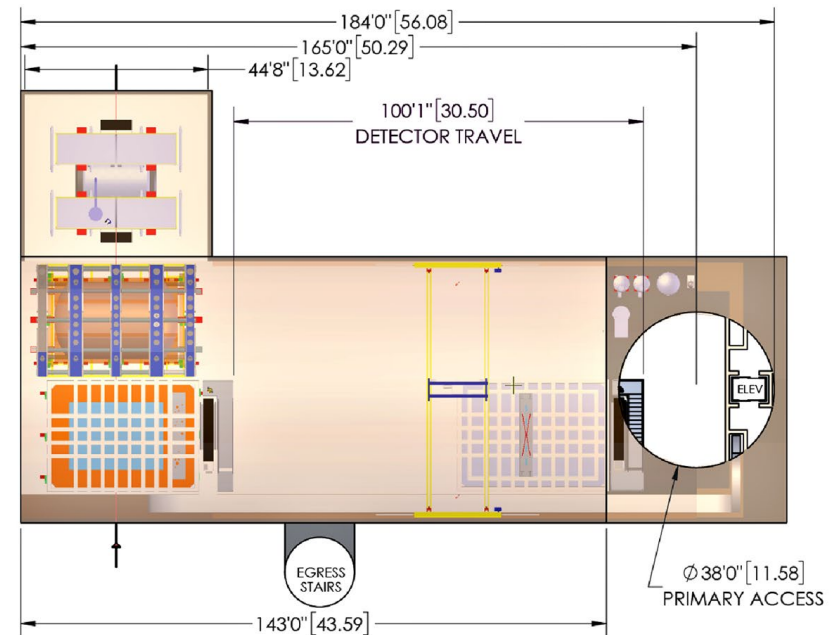 184'0"[56.08]
165'0"[50.29]
44'8"[13.62]
100'1"[30.50]
DETECTOR TRAVEL
ELEV
EGRESS
STAIRS
Ø38'0"[11.58]
PRIMARY ACCESS
143'0"[43.59]